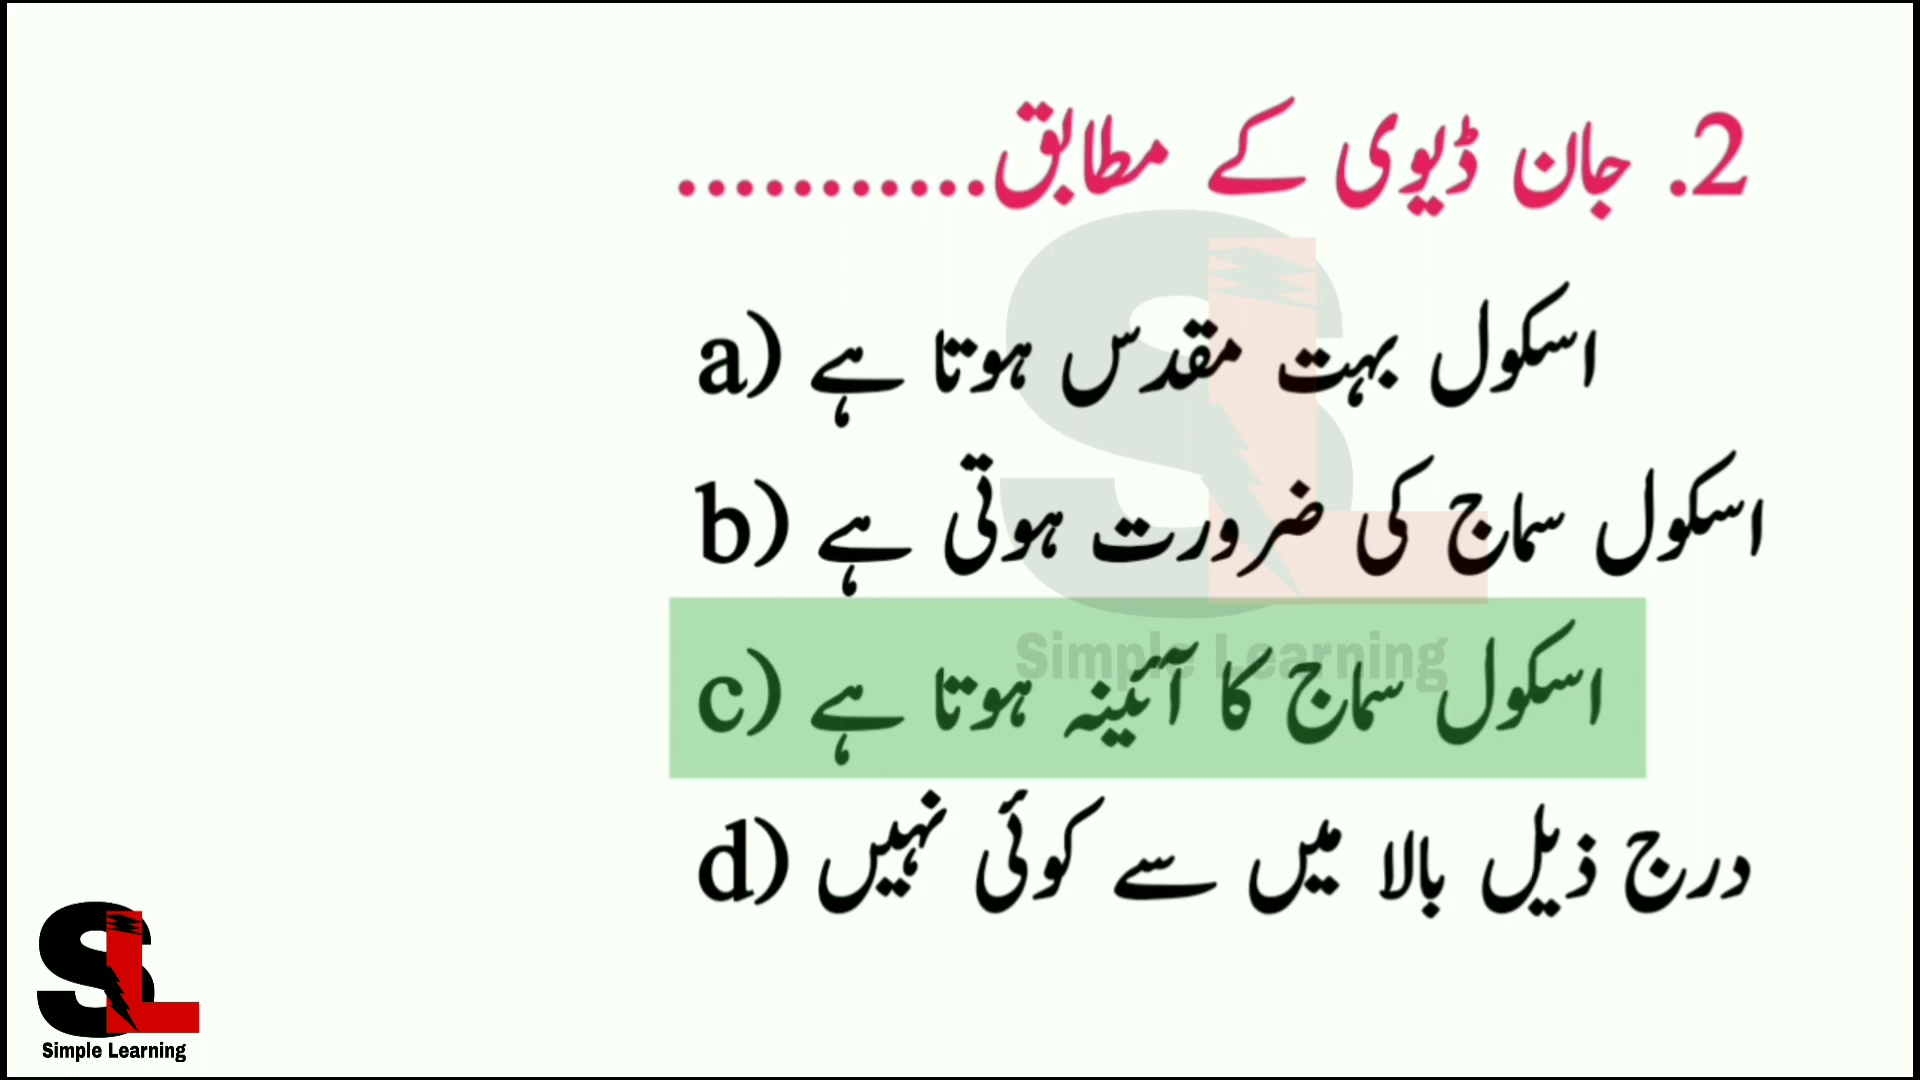 2. جان ڈیوی کے مطابق...........
اسکول بہت مقدس ہوتا ہے (a
اسکول سماج کی ضرورت ہوتی ہے (b
Simple Learning
اسکول سماج کا آئینہ ہوتا ہے (c
درج ذیل بالا میں سے کوئی نہیں (d
SL
Simple Learning